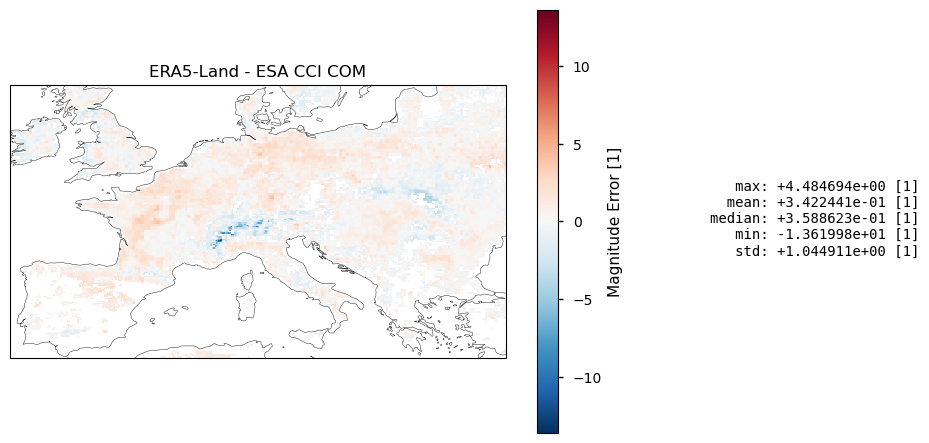 ERA5-Land - ESA CCI COM
10
5
0
−5
−10
Magnitude Error [1]
max: +4.484694e+00 [1]
mean: +3.422441e-01 [1]
median: +3.588623e-01 [1]
min: -1.361998e+01 [1]
std: +1.044911e+00 [1]